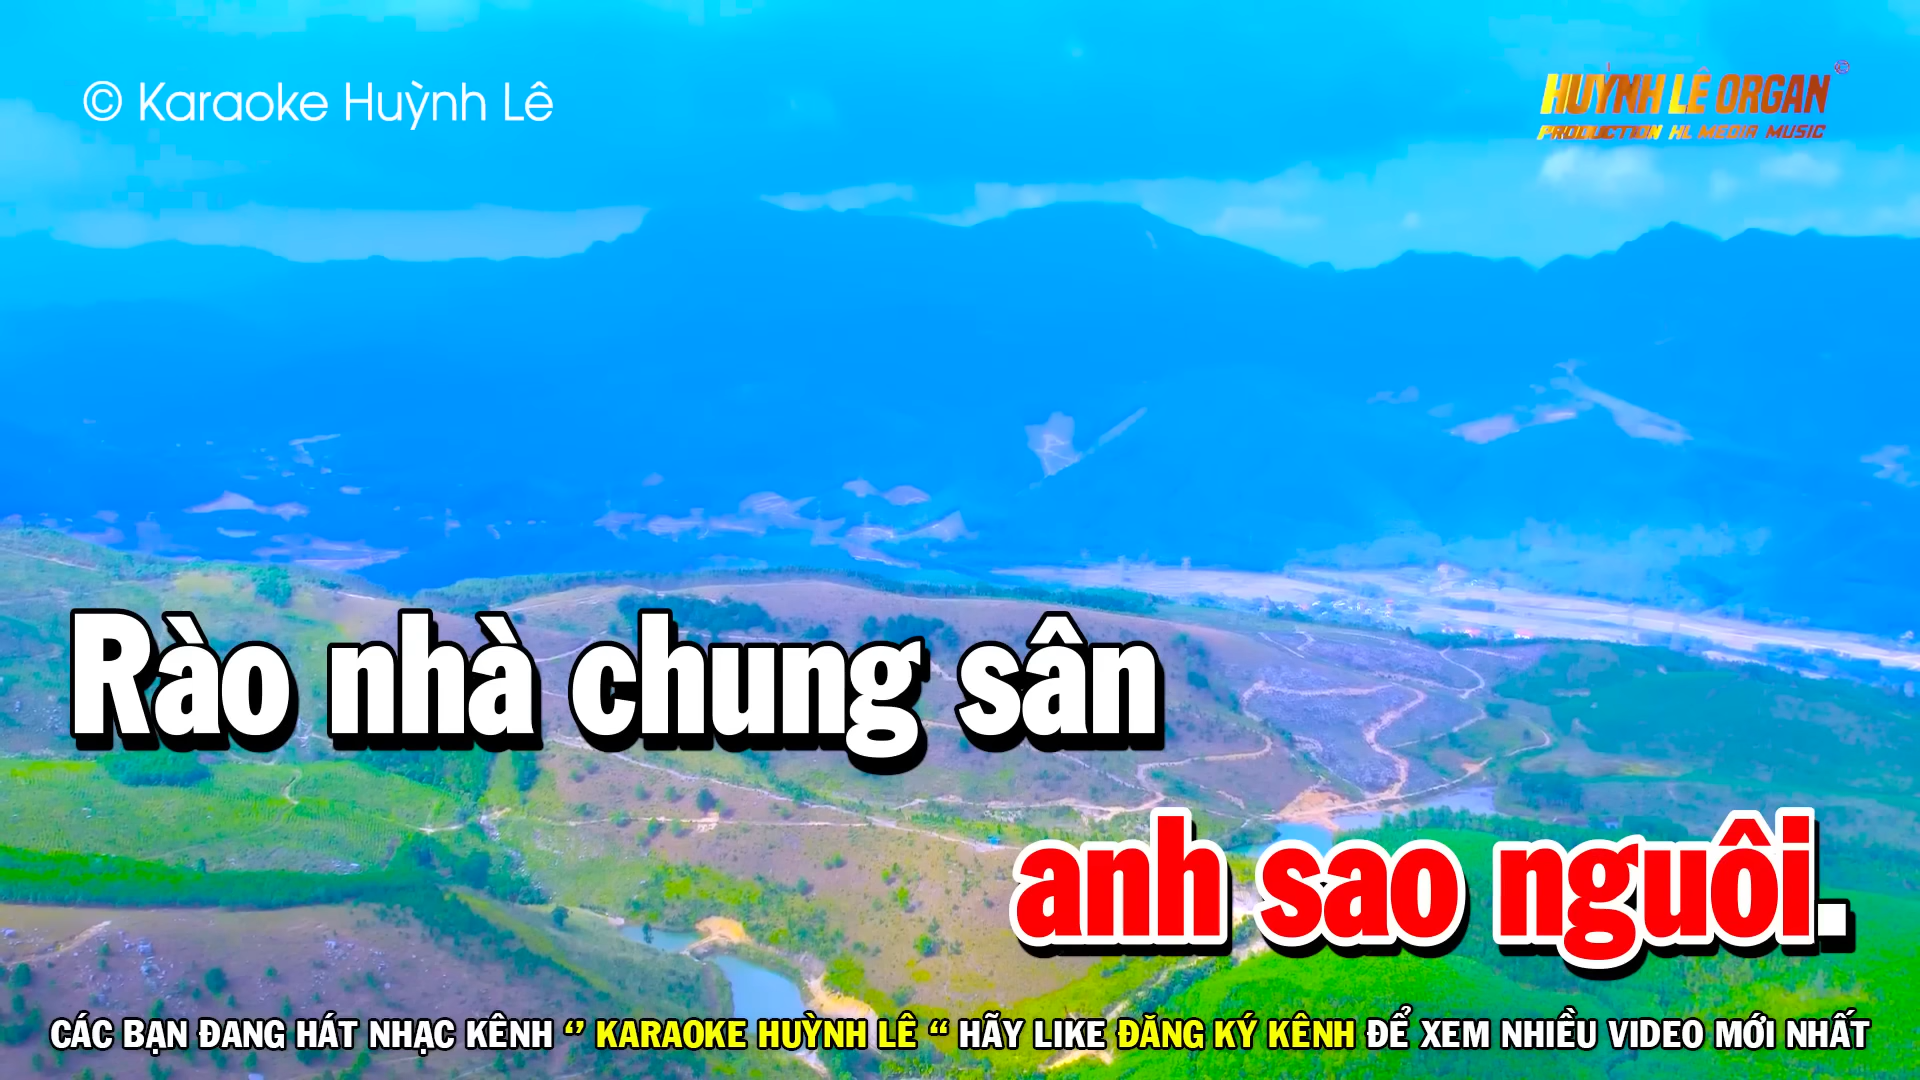 © Karaoke Huỳnh Lê
HUỲNH LÊ ORGAN ©
PRODUCTION HL MEDIA MUSIC
Rào nhà chung sân
anh sao nguôi.
CÁC BẠN ĐANG HÁT NHẠC KÊNH “ KARAOKE HUỲNH LÊ “ HÃY LIKE ĐĂNG KÝ KÊNH ĐỂ XEM NHIỀU VIDEO MỚI NHẤT